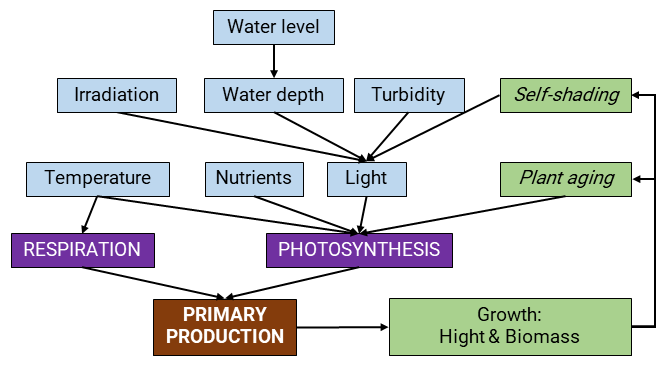 Water level
Irradiation
Water depth
Turbidity
Self-shading
Temperature
Nutrients
Light
Plant aging
RESPIRATION
PHOTOSYNTHESIS
PRIMARY
PRODUCTION
Growth:
Hight & Biomass